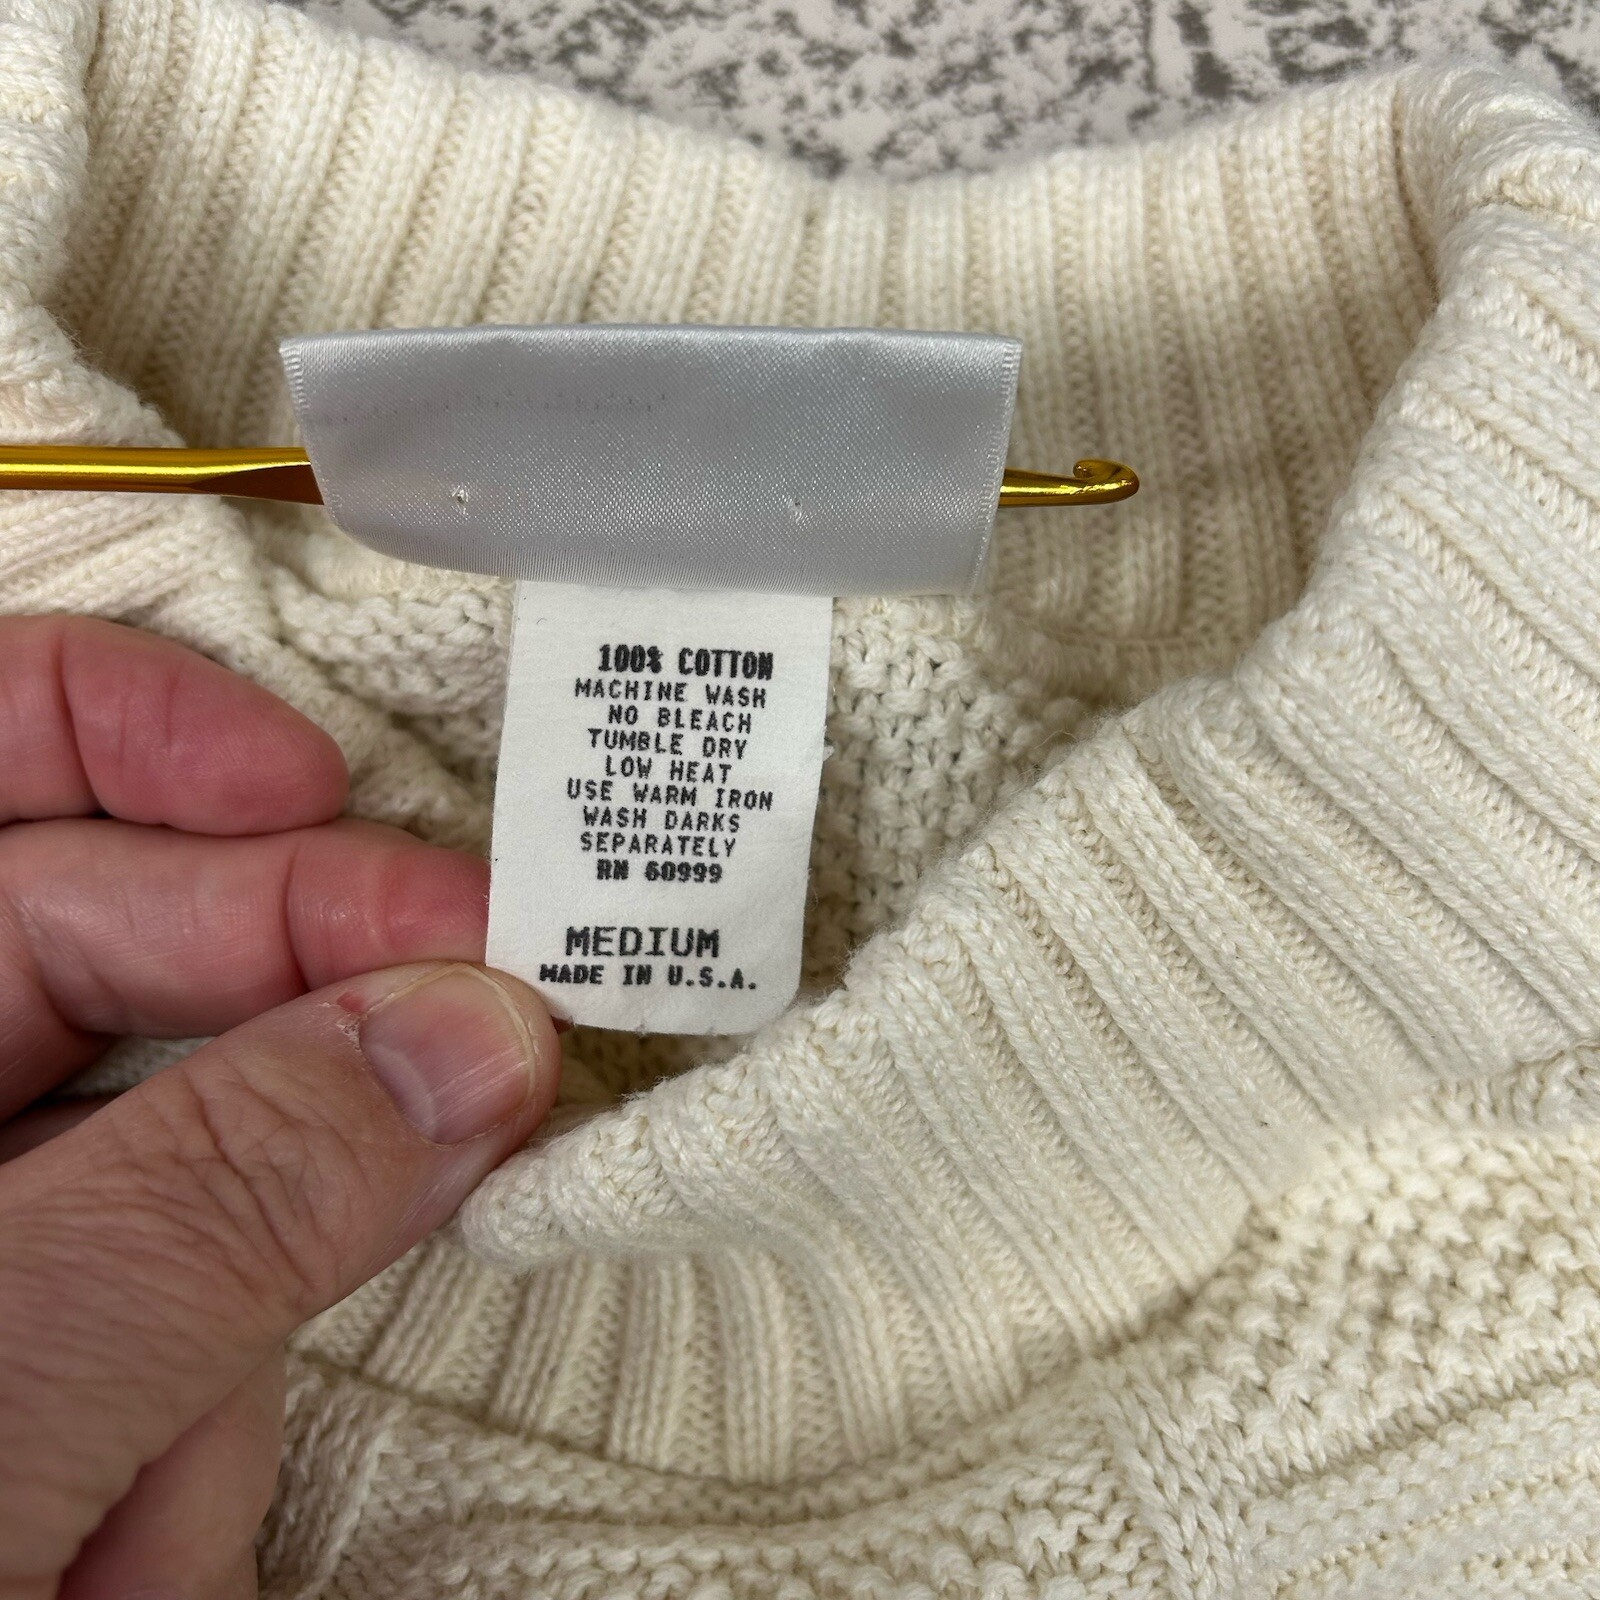 100% COTTON
MACHINE WASH
NO BLEACH
TUMBLE DRY
LOW HEAT
USE WARM IRON
WASH DARKS
SEPARATELY
RN 60999
MEDIUM
MADE IN U.S.A.